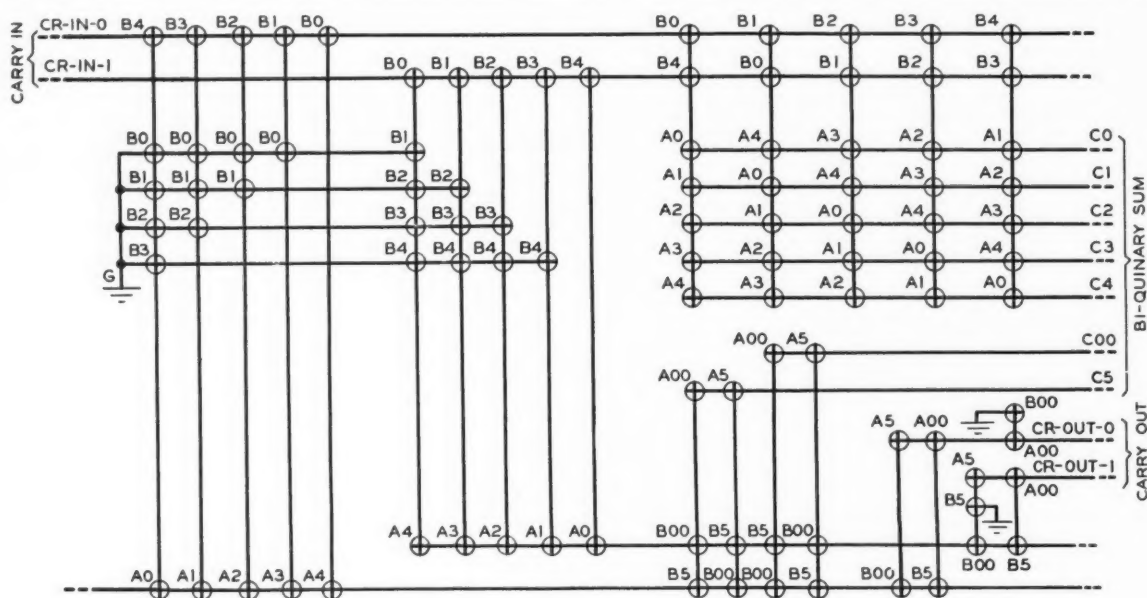 CR-IN-0 B4 B3 B2 B1 B0 B0 B1 B2 B3 B4
CARRY IN
CR-IN-1 B0 B1 B2 B3 B4 B4 B0 B1 B2 B3
B0 B0 B0 B0 B1 A0 A4 A3 A2 A1 C0
B1 B1 B1 B2 B2 A1 A0 A4 A3 A2 C1
B2 B2 B3 B3 B3 A2 A1 A0 A4 A3 C2
B3 B4 B4 B4 B4 A3 A2 A1 A0 A4 C3
G A4 A3 A2 A1 A0 C4
BI-QUINARY SUM
A00 A5 C00
A00 A5 C5
B00
A5 A00 CR-OUT-0
A00
CARRY OUT
A5 CR-OUT-1
A00
B5
A4 A3 A2 A1 A0 B00 B5 B5 B00 B00 B5
A0 A1 A2 A3 A4 B5 B00 B00 B5 B00 B5